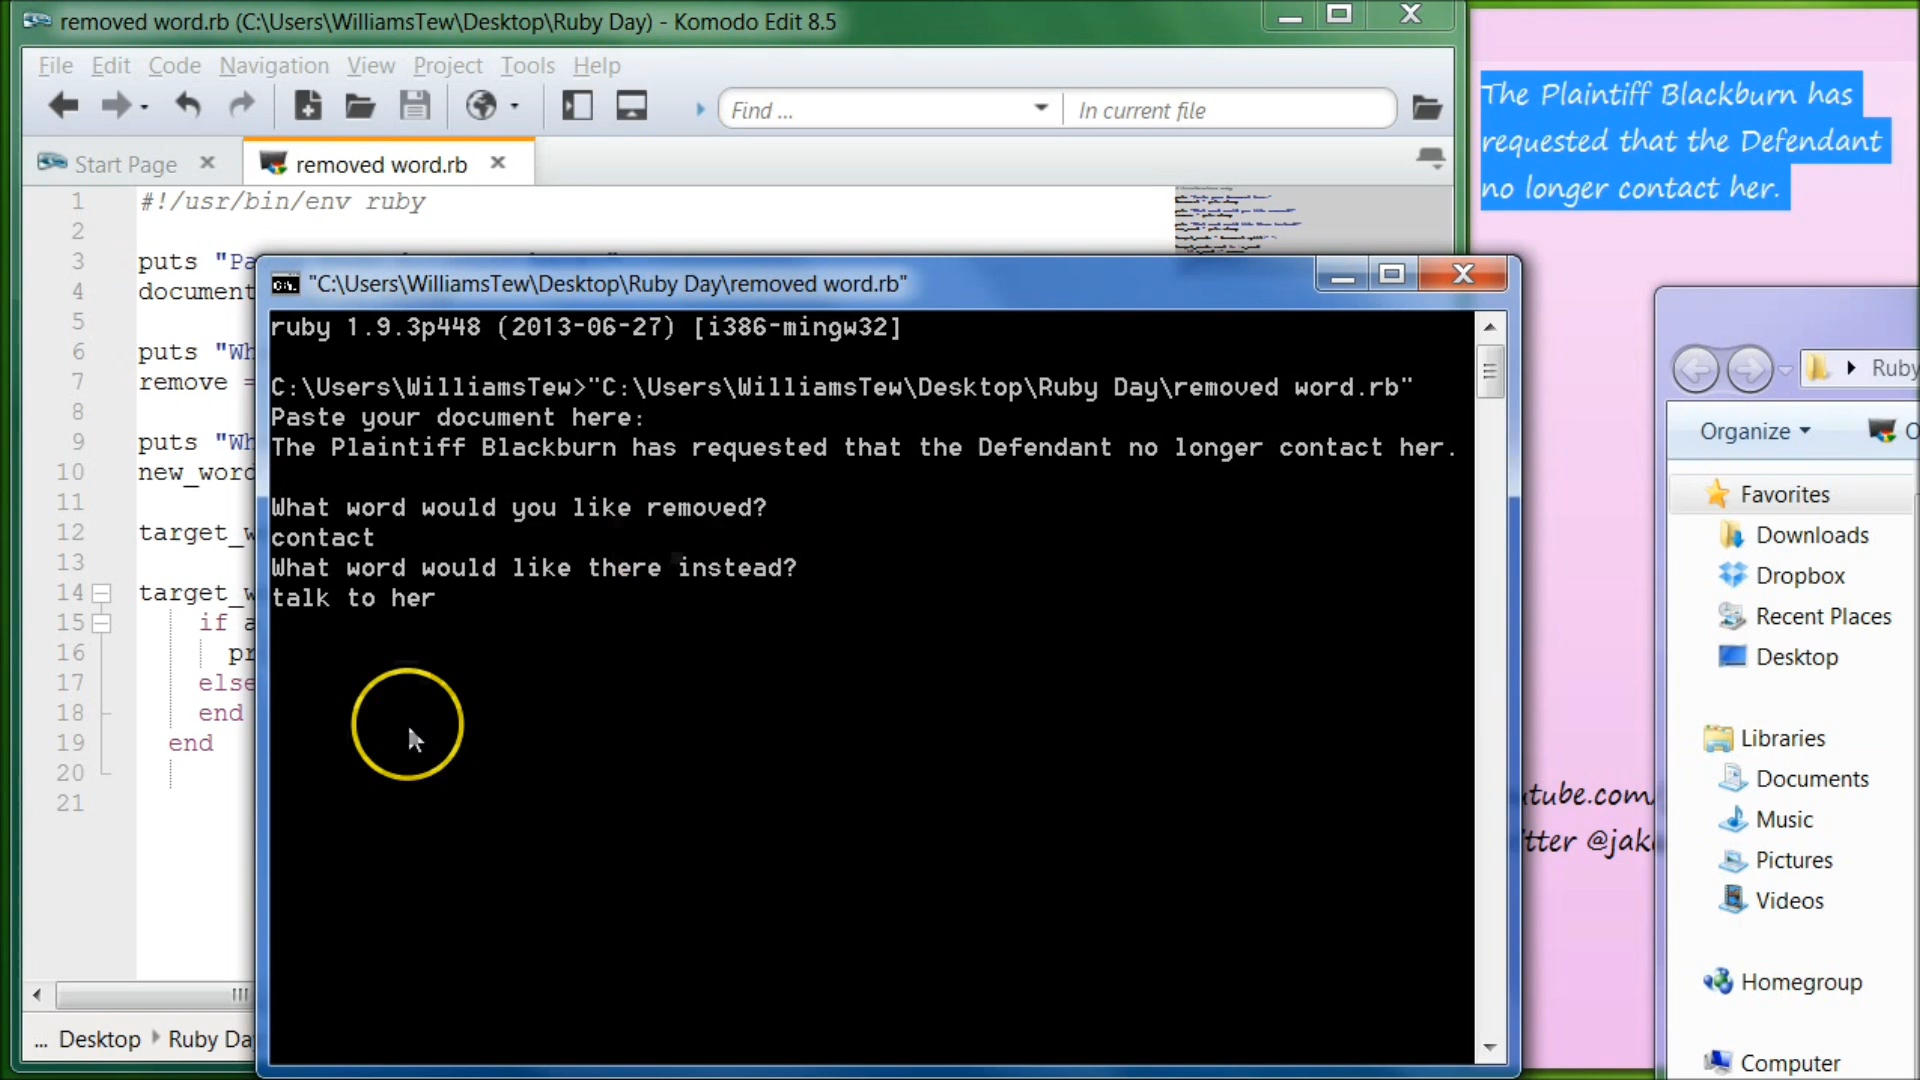 removed word.rb (C:\Users\WilliamsTew\Desktop\Ruby Day) - Komodo Edit 8.5
File Edit Code Navigation View Project Tools Help
Find ...
In current file
Start Page
removed word.rb
1 #!/usr/bin/env ruby
2
3 puts "Pa
4 document
5
6 puts "Wh
7 remove =
8
9 puts "Wh
10 new_word
11
12 target_w
13
14 target_w
15 if a
16 pr
17 else
18 end
19 end
20
21
... Desktop Ruby Da
"C:\Users\WilliamsTew\Desktop\Ruby Day\removed word.rb"
ruby 1.9.3p448 (2013-06-27) [i386-mingw32]
C:\Users\WilliamsTew>"C:\Users\WilliamsTew\Desktop\Ruby Day\removed word.rb"
Paste your document here:
The Plaintiff Blackburn has requested that the Defendant no longer contact her.
What word would you like removed?
contact
What word would like there instead?
talk to her
The Plaintiff Blackburn has
requested that the Defendant
no longer contact her.
utube.com/
itter @jak
Ruby
Organize
O
Favorites
Downloads
Dropbox
Recent Places
Desktop
Libraries
Documents
Music
Pictures
Videos
Homegroup
Computer